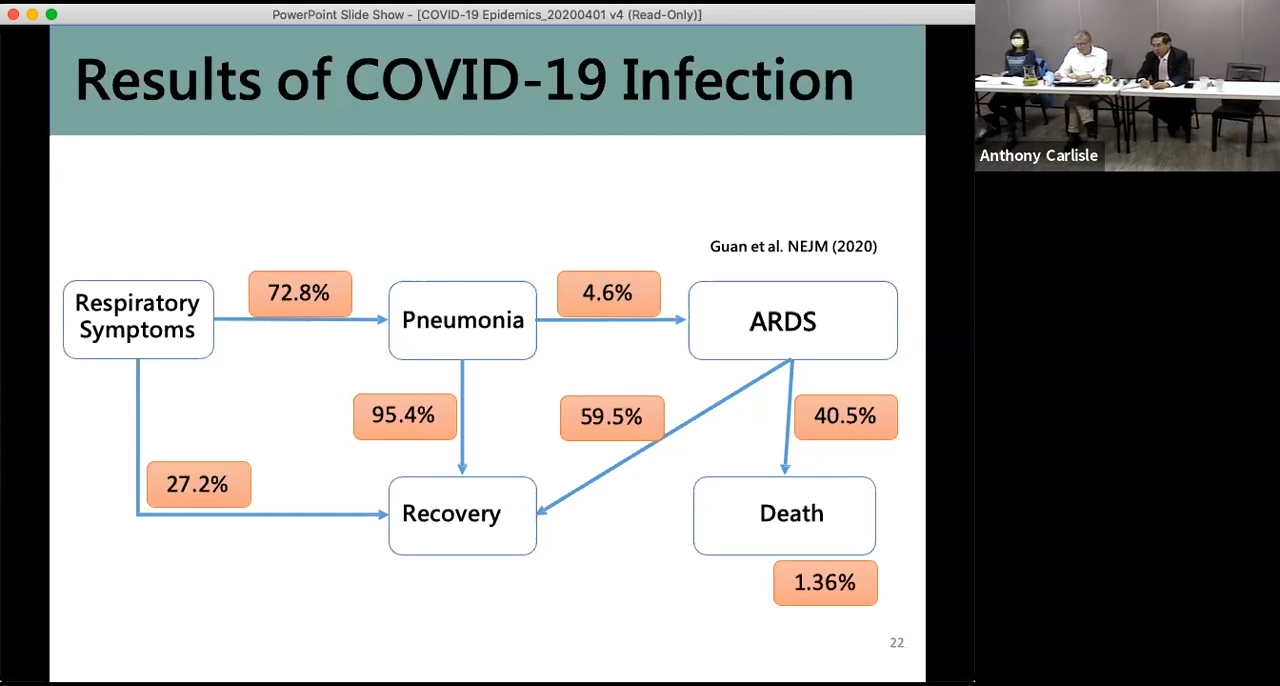 PowerPoint Slide Show - [COVID-19 Epidemics_20200401 v4 (Read-Only)]
Results of COVID-19 Infection
Anthony Carlisle
Guan et al. NEJM (2020)
Respiratory
Symptoms
72.8%
Pneumonia
4.6%
ARDS
95.4%
59.5%
40.5%
27.2%
Recovery
Death
1.36%
22